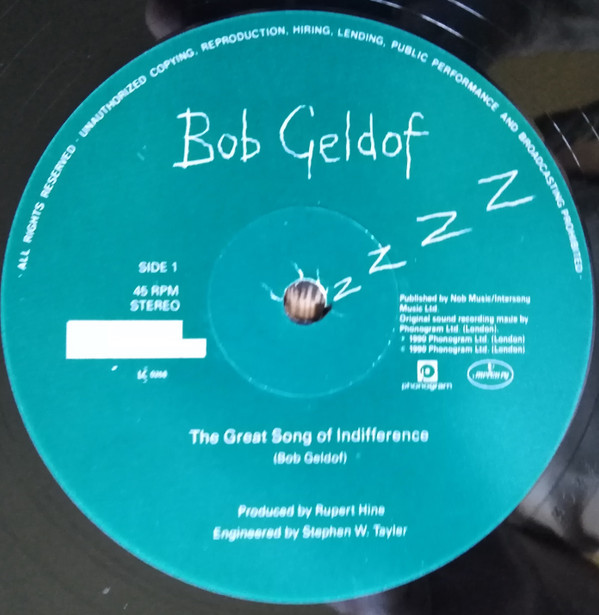 ALL RIGHTS RESERVED · UNAUTHORIZED COPYING, REPRODUCTION, HIRING, LENDING, PUBLIC PERFORMANCE AND BROADCASTING PROHIBITED ·
Bob Geldof
Z Z Z Z
SIDE 1
45 RPM
STEREO
Published by Nob Music/Intersong
Music Ltd.
Original sound recording made by
Phonogram Ltd. (London).
℗ 1990 Phonogram Ltd. (London)
© 1990 Phonogram Ltd. (London)
phonogram
mercury
The Great Song of Indifference
(Bob Geldof)
Produced by Rupert Hine
Engineered by Stephen W. Tayler